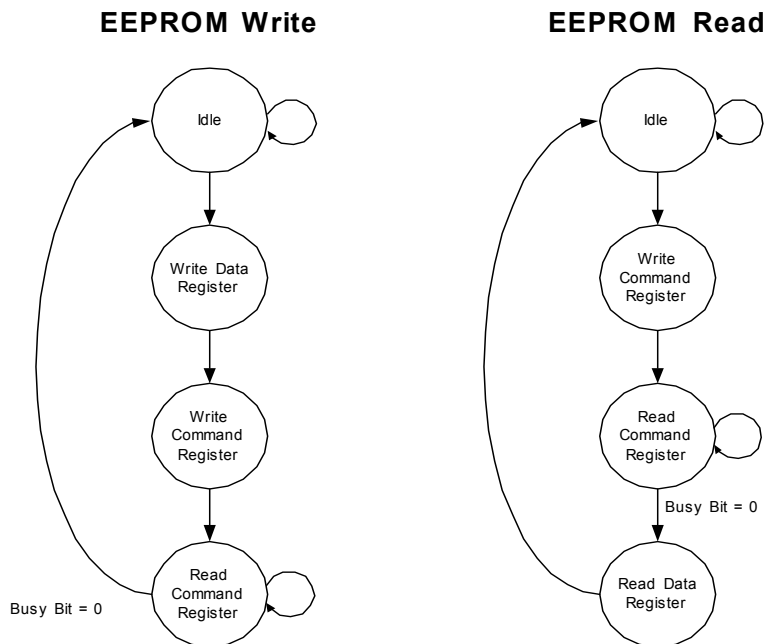 EEPROM Write
Idle
Write Data
Register
Write
Command
Register
Read
Command
Register
Busy Bit = 0
EEPROM Read
Idle
Write
Command
Register
Read
Command
Register
Busy Bit = 0
Read Data
Register